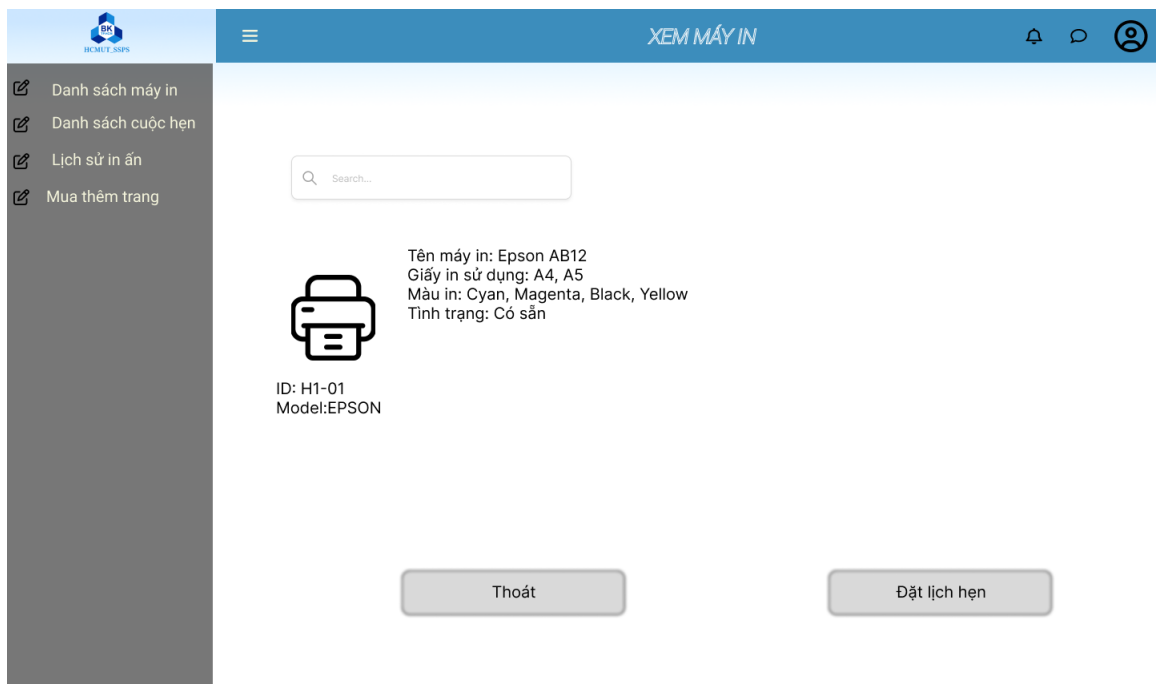 BK
HCMUT_SSPS
XEM MÁY IN
Danh sách máy in
Danh sách cuộc hẹn
Lịch sử in ấn
Mua thêm trang
Search...
Tên máy in: Epson AB12
Giấy in sử dụng: A4, A5
Màu in: Cyan, Magenta, Black, Yellow
Tình trạng: Có sẵn
ID: H1-01
Model:EPSON
Thoát
Đặt lịch hẹn